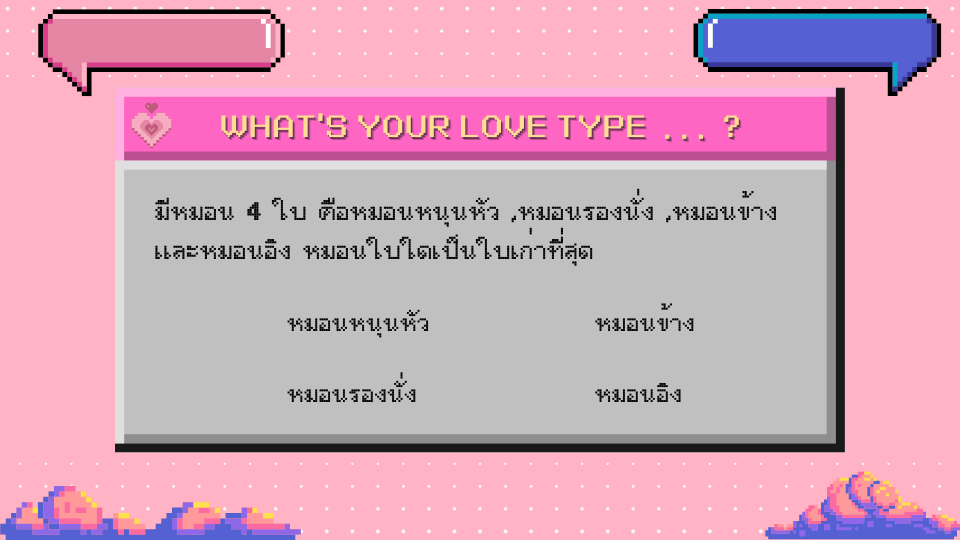 WHAT'S YOUR LOVE TYPE ... ?
มีหมอน 4 ใบ คือหมอนหนุนหัว ,หมอนรองนั่ง ,หมอนข้าง
และหมอนอิง หมอนใบใดเป็นใบเก่าที่สุด
หมอนหนุนหัว
หมอนข้าง
หมอนรองนั่ง
หมอนอิง